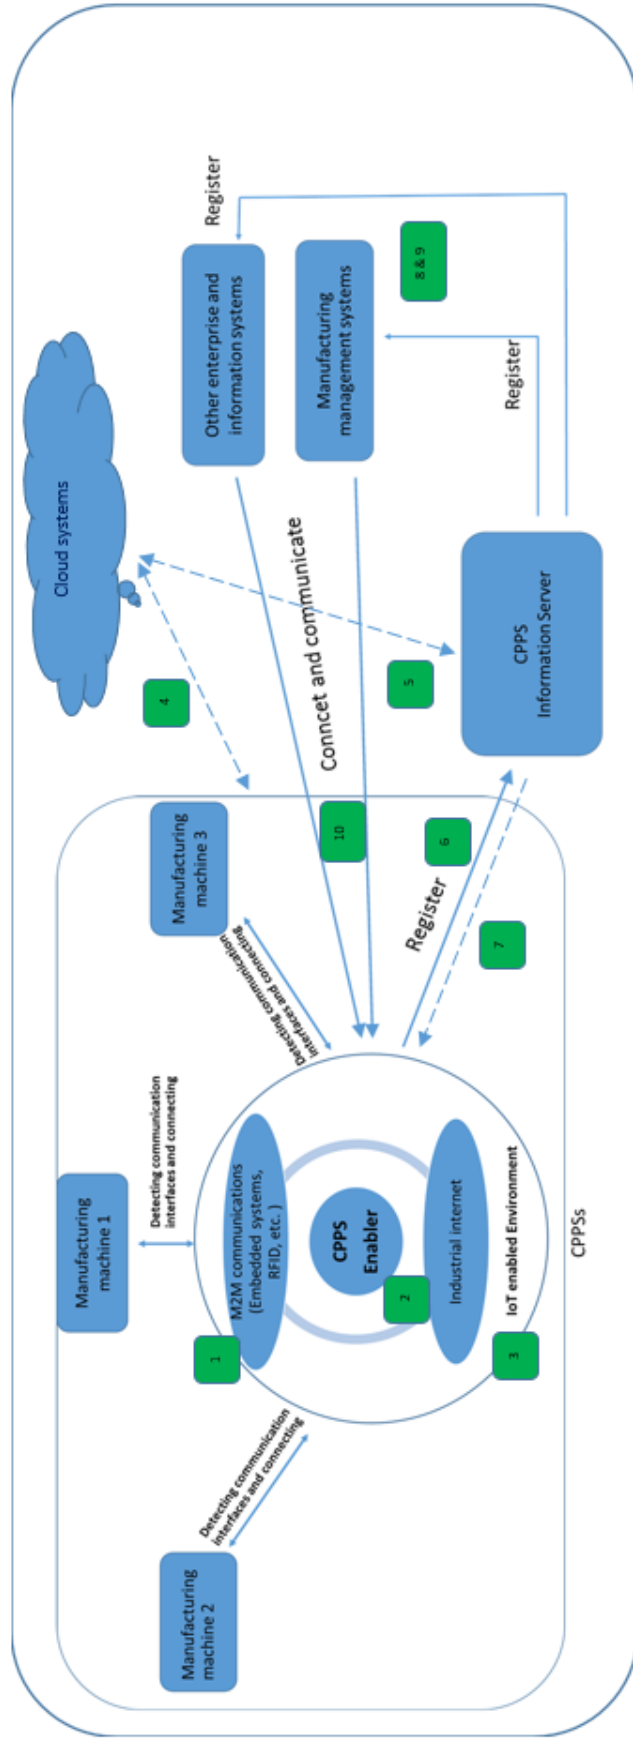 Cloud systems
Manufacturing
machine 1
Manufacturing
machine 2
Manufacturing
machine 3
Detecting communication
interfaces and connecting
Detecting communication
interfaces and connecting
Detecting communication
interfaces and connecting
4
Other enterprise and
information systems
Register
Manufacturing
management systems
8 & 9
Conncet and communicate
10
1
M2M communications
(Embedded systems,
RFID, etc. )
CPPS
Enabler
2
Industrial internet
3
IoT enabled Environment
5
6
Register
7
Register
CPPS
Information Server
CPPSs